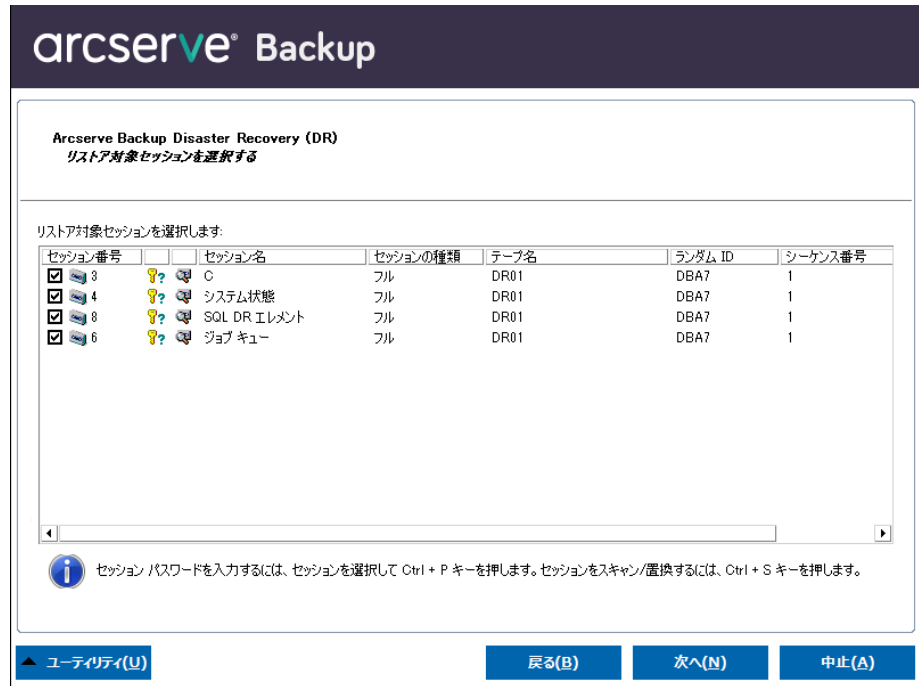 arcserve® Backup
Arcserve Backup Disaster Recovery (DR)
リストア対象セッションを選択する
リストア対象セッションを選択します:
セッション番号 セッション名 セッションの種類 テープ名 ランダム ID シーケンス番号
3 C フル DR01 DBA7 1
4 システム状態 フル DR01 DBA7 1
8 SQL DR エレメント フル DR01 DBA7 1
6 ジョブ キュー フル DR01 DBA7 1
セッション パスワードを入力するには、セッションを選択して Ctrl + P キーを押します。セッションをスキャン/置換するには、Ctrl + S キーを押します。
ユーティリティ(U) 戻る(B) 次へ(N) 中止(A)